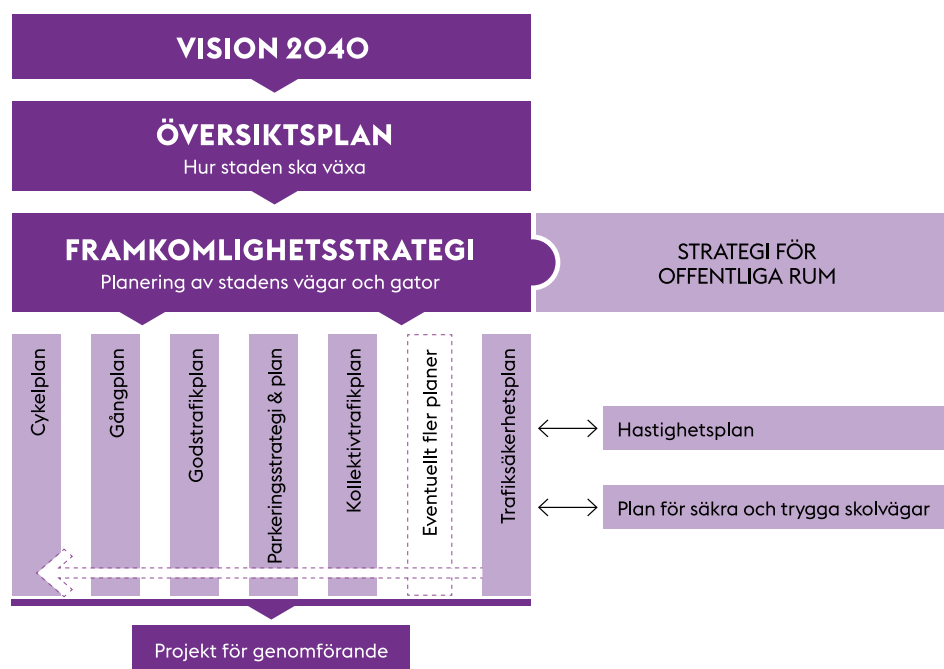 VISION 2040
ÖVERSIKTSPLAN
Hur staden ska växa
FRAMKOMLIGHETSSTRATEGI
Planering av stadens vägar och gator
STRATEGI FÖR
OFFENTLIGA RUM
Cykelplan
Gångplan
Godstrafikplan
Parkeringsstrategi & plan
Kollektivtrafikplan
Eventuellt fler planer
Trafiksäkerhetsplan
Hastighetsplan
Plan för säkra och trygga skolvägar
Projekt för genomförande